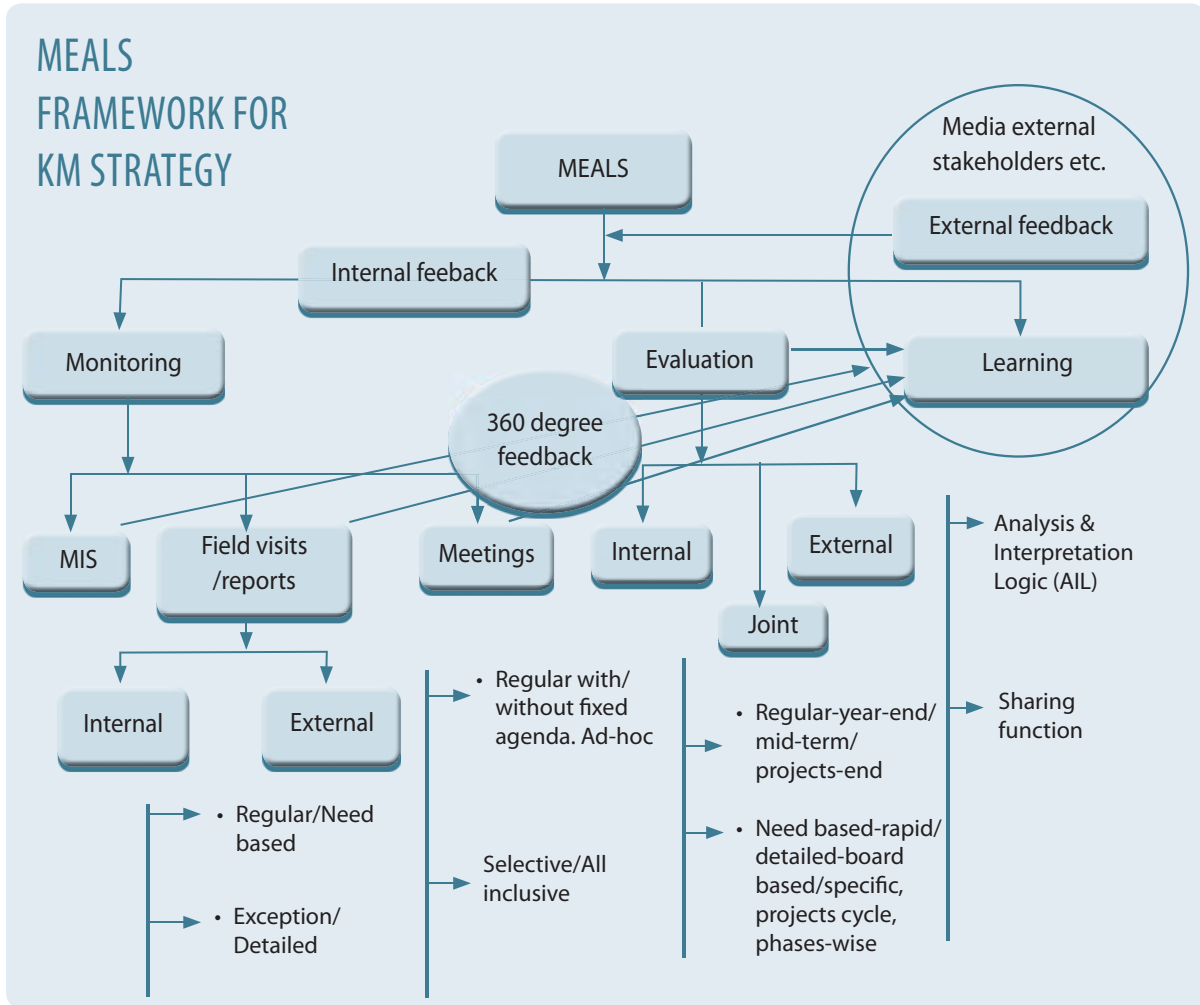 MEALS
FRAMEWORK FOR
KM STRATEGY
Media external
stakeholders etc.
MEALS
External feedback
Internal feeback
Monitoring
Evaluation
Learning
360 degree
feedback
MIS
Field visits
/reports
Meetings
Internal
Joint
External
Internal
External
• Regular/Need
based
• Exception/
Detailed
• Regular with/
without fixed
agenda. Ad-hoc
Selective/All
inclusive
• Regular-year-end/
mid-term/
projects-end
• Need based-rapid/
detailed-board
based/specific,
projects cycle,
phases-wise
Analysis &
Interpretation
Logic (AIL)
Sharing
function